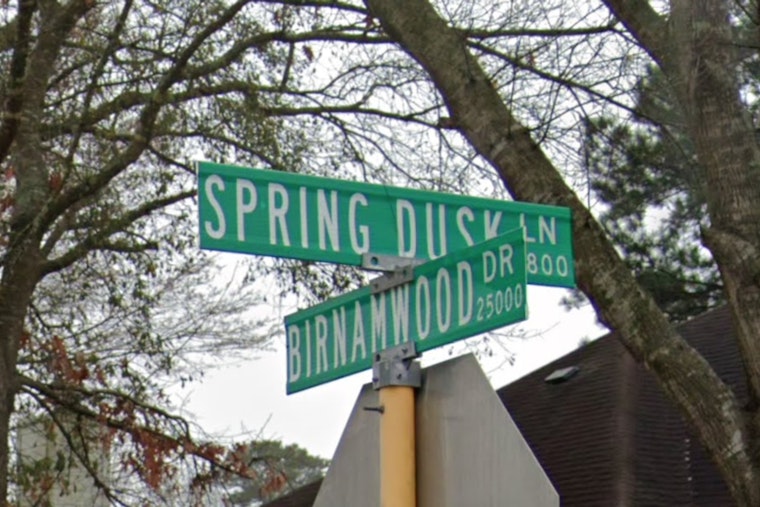 SPRING DUSK LN
800
BIRNAMWOOD DR
25000